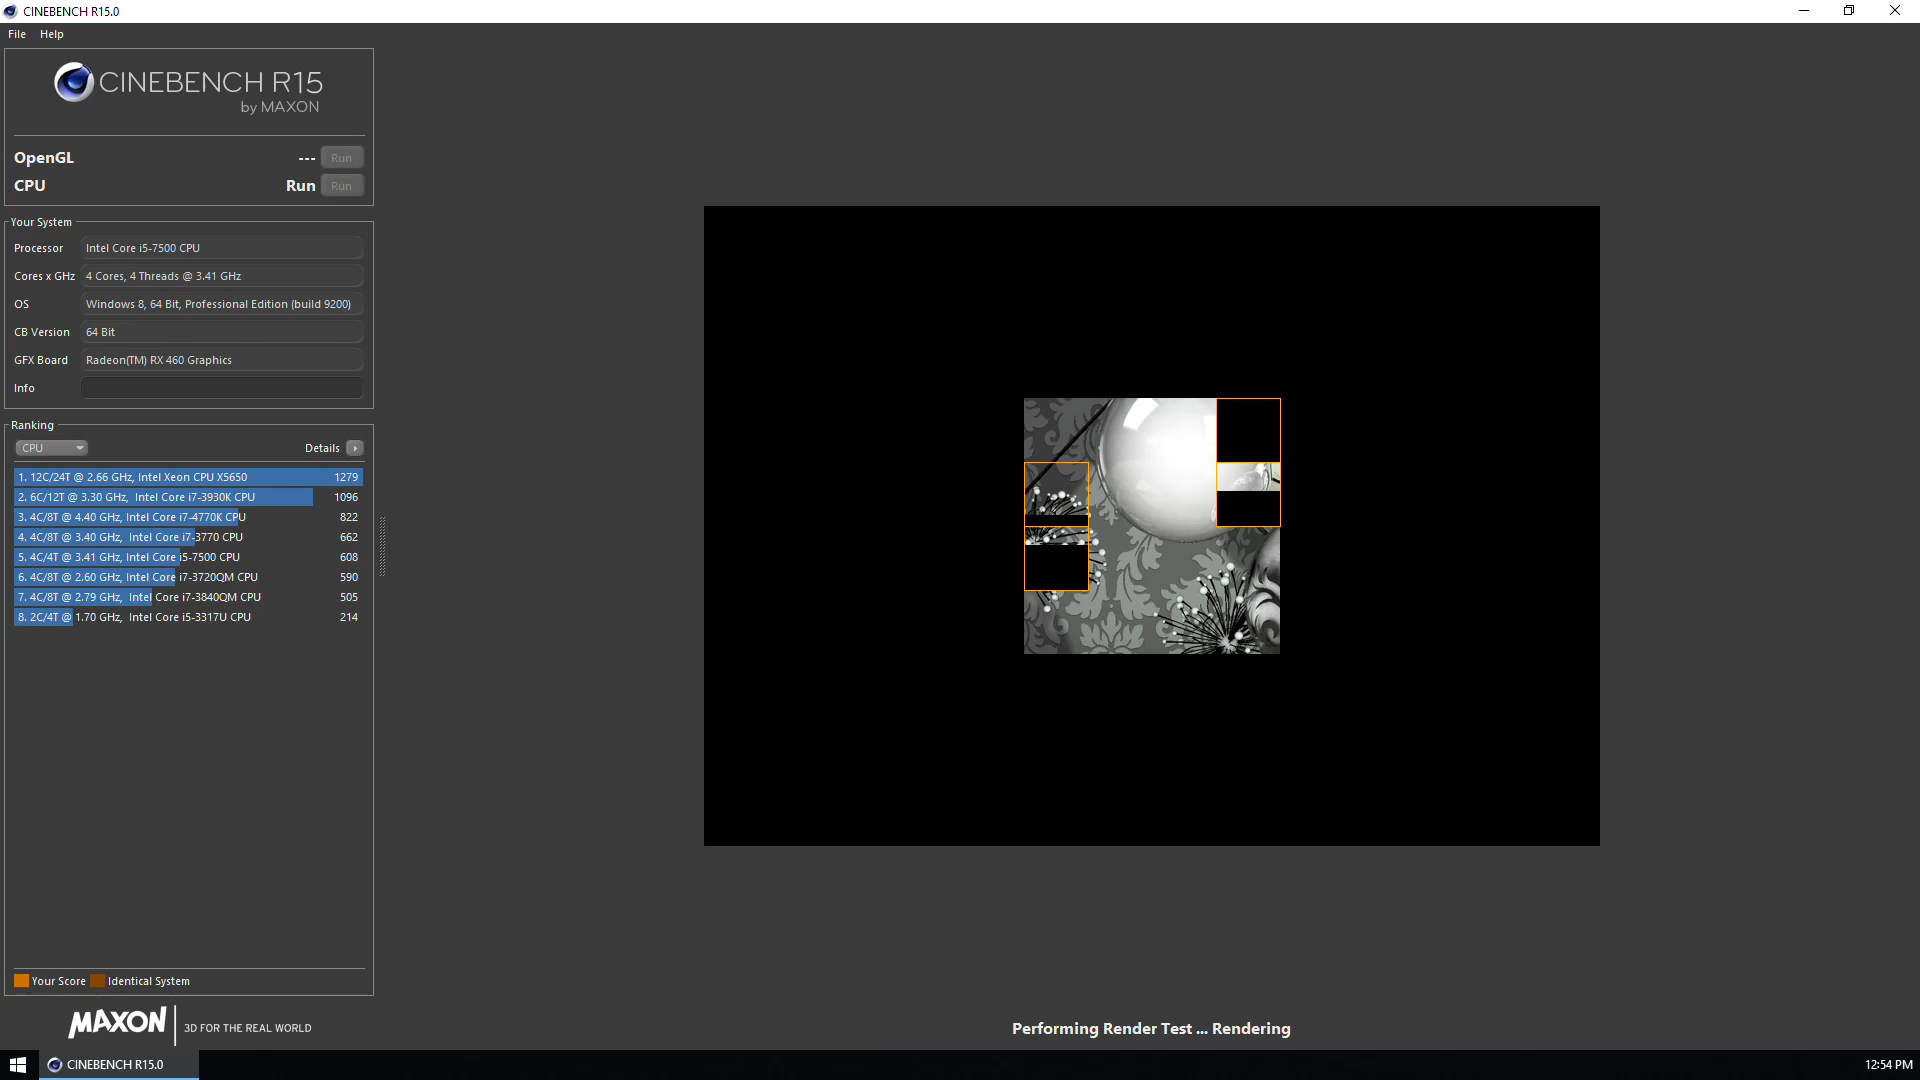 CINEBENCH R15.0
File Help
CINEBENCH R15
by MAXON
OpenGL --- Run
CPU Run Run
Your System
Processor Intel Core i5-7500 CPU
Cores x GHz 4 Cores, 4 Threads @ 3.41 GHz
OS Windows 8, 64 Bit, Professional Edition (build 9200)
CB Version 64 Bit
GFX Board Radeon(TM) RX 460 Graphics
Info
Ranking
CPU Details
1. 12C/24T @ 2.66 GHz, Intel Xeon CPU X5650 1279
2. 6C/12T @ 3.30 GHz, Intel Core i7-3930K CPU 1096
3. 4C/8T @ 4.40 GHz, Intel Core i7-4770K CPU 822
4. 4C/8T @ 3.40 GHz, Intel Core i7-3770 CPU 662
5. 4C/4T @ 3.41 GHz, Intel Core i5-7500 CPU 608
6. 4C/8T @ 2.60 GHz, Intel Core i7-3720QM CPU 590
7. 4C/8T @ 2.79 GHz, Intel Core i7-3840QM CPU 505
8. 2C/4T @ 1.70 GHz, Intel Core i5-3317U CPU 214
Your Score Identical System
MAXON 3D FOR THE REAL WORLD
Performing Render Test ... Rendering
CINEBENCH R15.0
12:54 PM